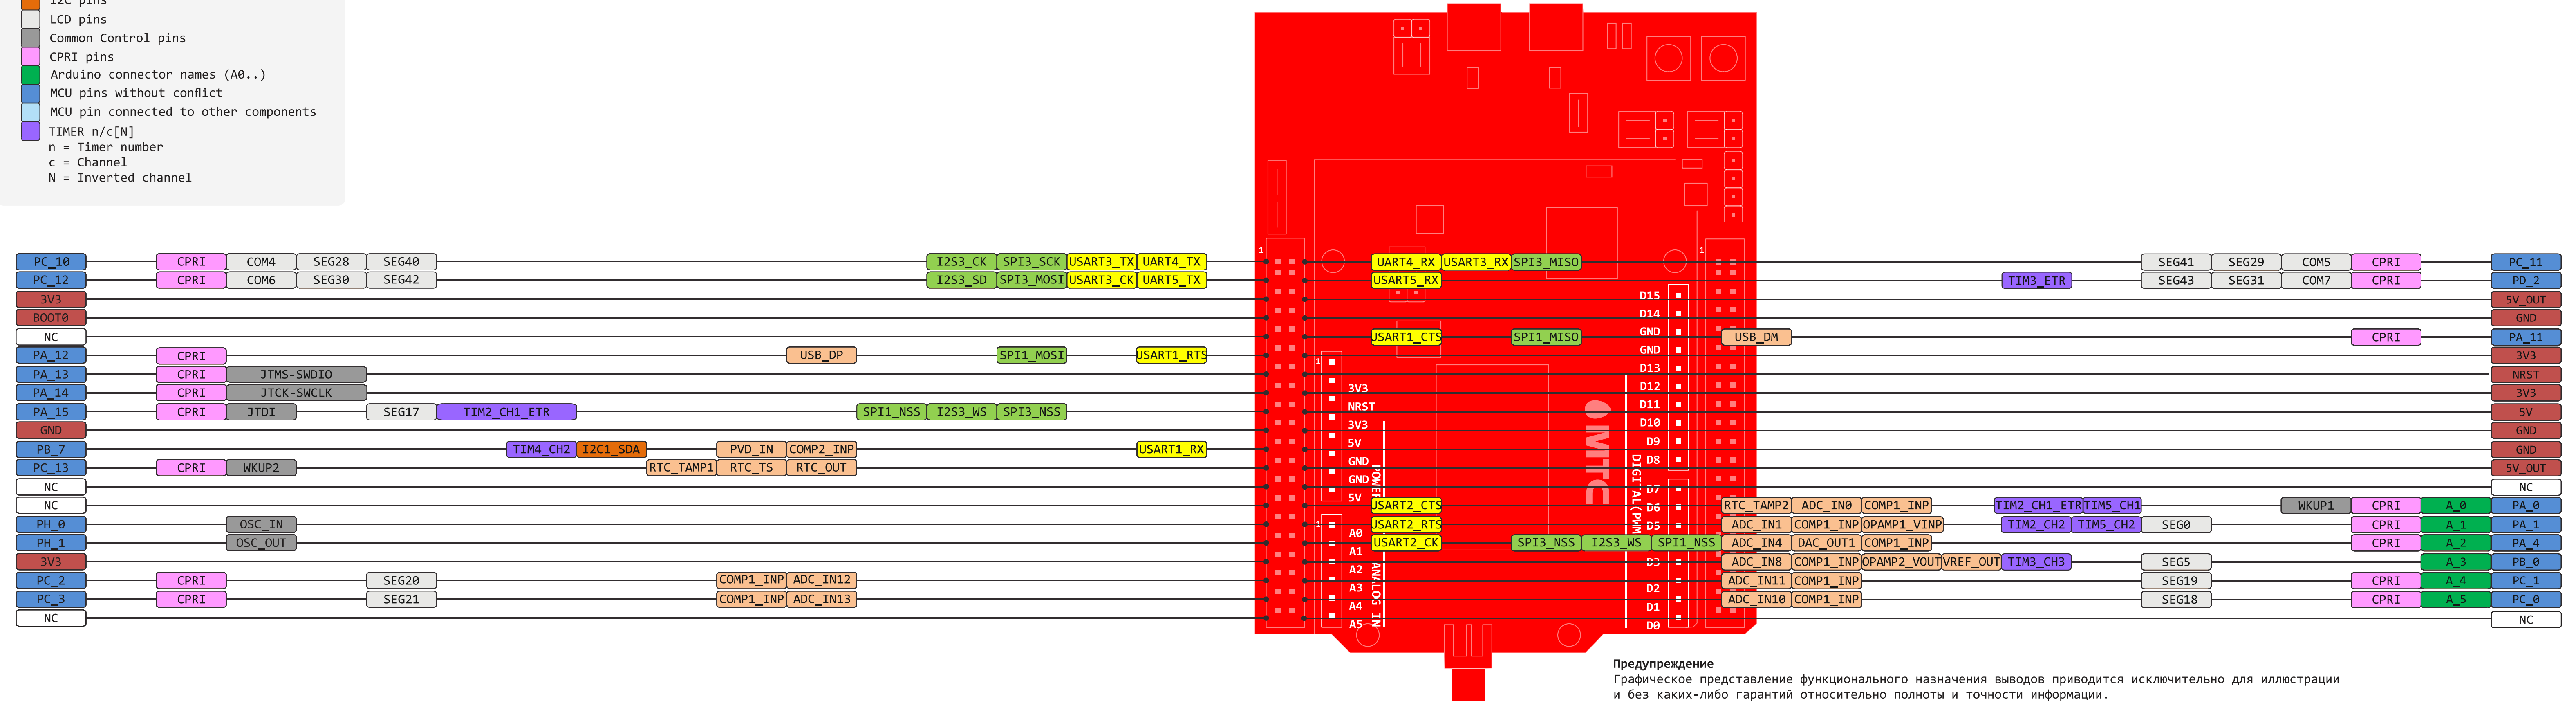 I2C pins
LCD pins
Common Control pins
CPRI pins
Arduino connector names (A0..)
MCU pins without conflict
MCU pin connected to other components
TIMER n/c[N]
n = Timer number
c = Channel
N = Inverted channel
1 1
PC_10 CPRI COM4 SEG28 SEG40 I2S3_CK SPI3_SCK USART3_TX UART4_TX UART4_RX USART3_RX SPI3_MISO SEG41 SEG29 COM5 CPRI PC_11
PC_12 CPRI COM6 SEG30 SEG42 I2S3_SD SPI3_MOSI USART3_CK UART5_TX USART5_RX TIM3_ETR SEG43 SEG31 COM7 CPRI PD_2
3V3 5V_OUT
BOOT0 GND
NC USART1_CTS SPI1_MISO USB_DM CPRI PA_11
PA_12 CPRI USB_DP SPI1_MOSI USART1_RTS 3V3
PA_13 CPRI JTMS-SWDIO NRST
PA_14 CPRI JTCK-SWCLK 3V3
PA_15 CPRI JTDI SEG17 TIM2_CH1_ETR SPI1_NSS I2S3_WS SPI3_NSS 5V
GND GND
PB_7 TIM4_CH2 I2C1_SDA PVD_IN COMP2_INP USART1_RX GND
PC_13 CPRI WKUP2 RTC_TAMP1 RTC_TS RTC_OUT 5V_OUT
NC NC
NC USART2_CTS RTC_TAMP2 ADC_IN0 COMP1_INP TIM2_CH1_ETR TIM5_CH1 WKUP1 CPRI A_0 PA_0
PH_0 OSC_IN USART2_RTS ADC_IN1 COMP1_INP OPAMP1_VINP TIM2_CH2 TIM5_CH2 SEG0 CPRI A_1 PA_1
PH_1 OSC_OUT USART2_CK SPI3_NSS I2S3_WS SPI1_NSS ADC_IN4 DAC_OUT1 COMP1_INP CPRI A_2 PA_4
3V3 ADC_IN8 COMP1_INP OPAMP2_VOUT VREF_OUT TIM3_CH3 SEG5 A_3 PB_0
PC_2 CPRI SEG20 COMP1_INP ADC_IN12 ADC_IN11 COMP1_INP SEG19 CPRI A_4 PC_1
PC_3 CPRI SEG21 COMP1_INP ADC_IN13 ADC_IN10 COMP1_INP SEG18 CPRI A_5 PC_0
NC NC
1
3V3
NRST
3V3
5V
GND
GND
5V
POWER
1
A0
A1
A2
A3
A4
A5
ANALOG IN
МТС
D15
D14
GND
GND
D13
D12
D11
D10
D9
D8
D7
D6
D5
D3
D2
D1
D0
DIGITAL(PWM
Предупреждение
Графическое представление функционального назначения выводов приводится исключительно для иллюстрации
и без каких-либо гарантий относительно полноты и точности информации.